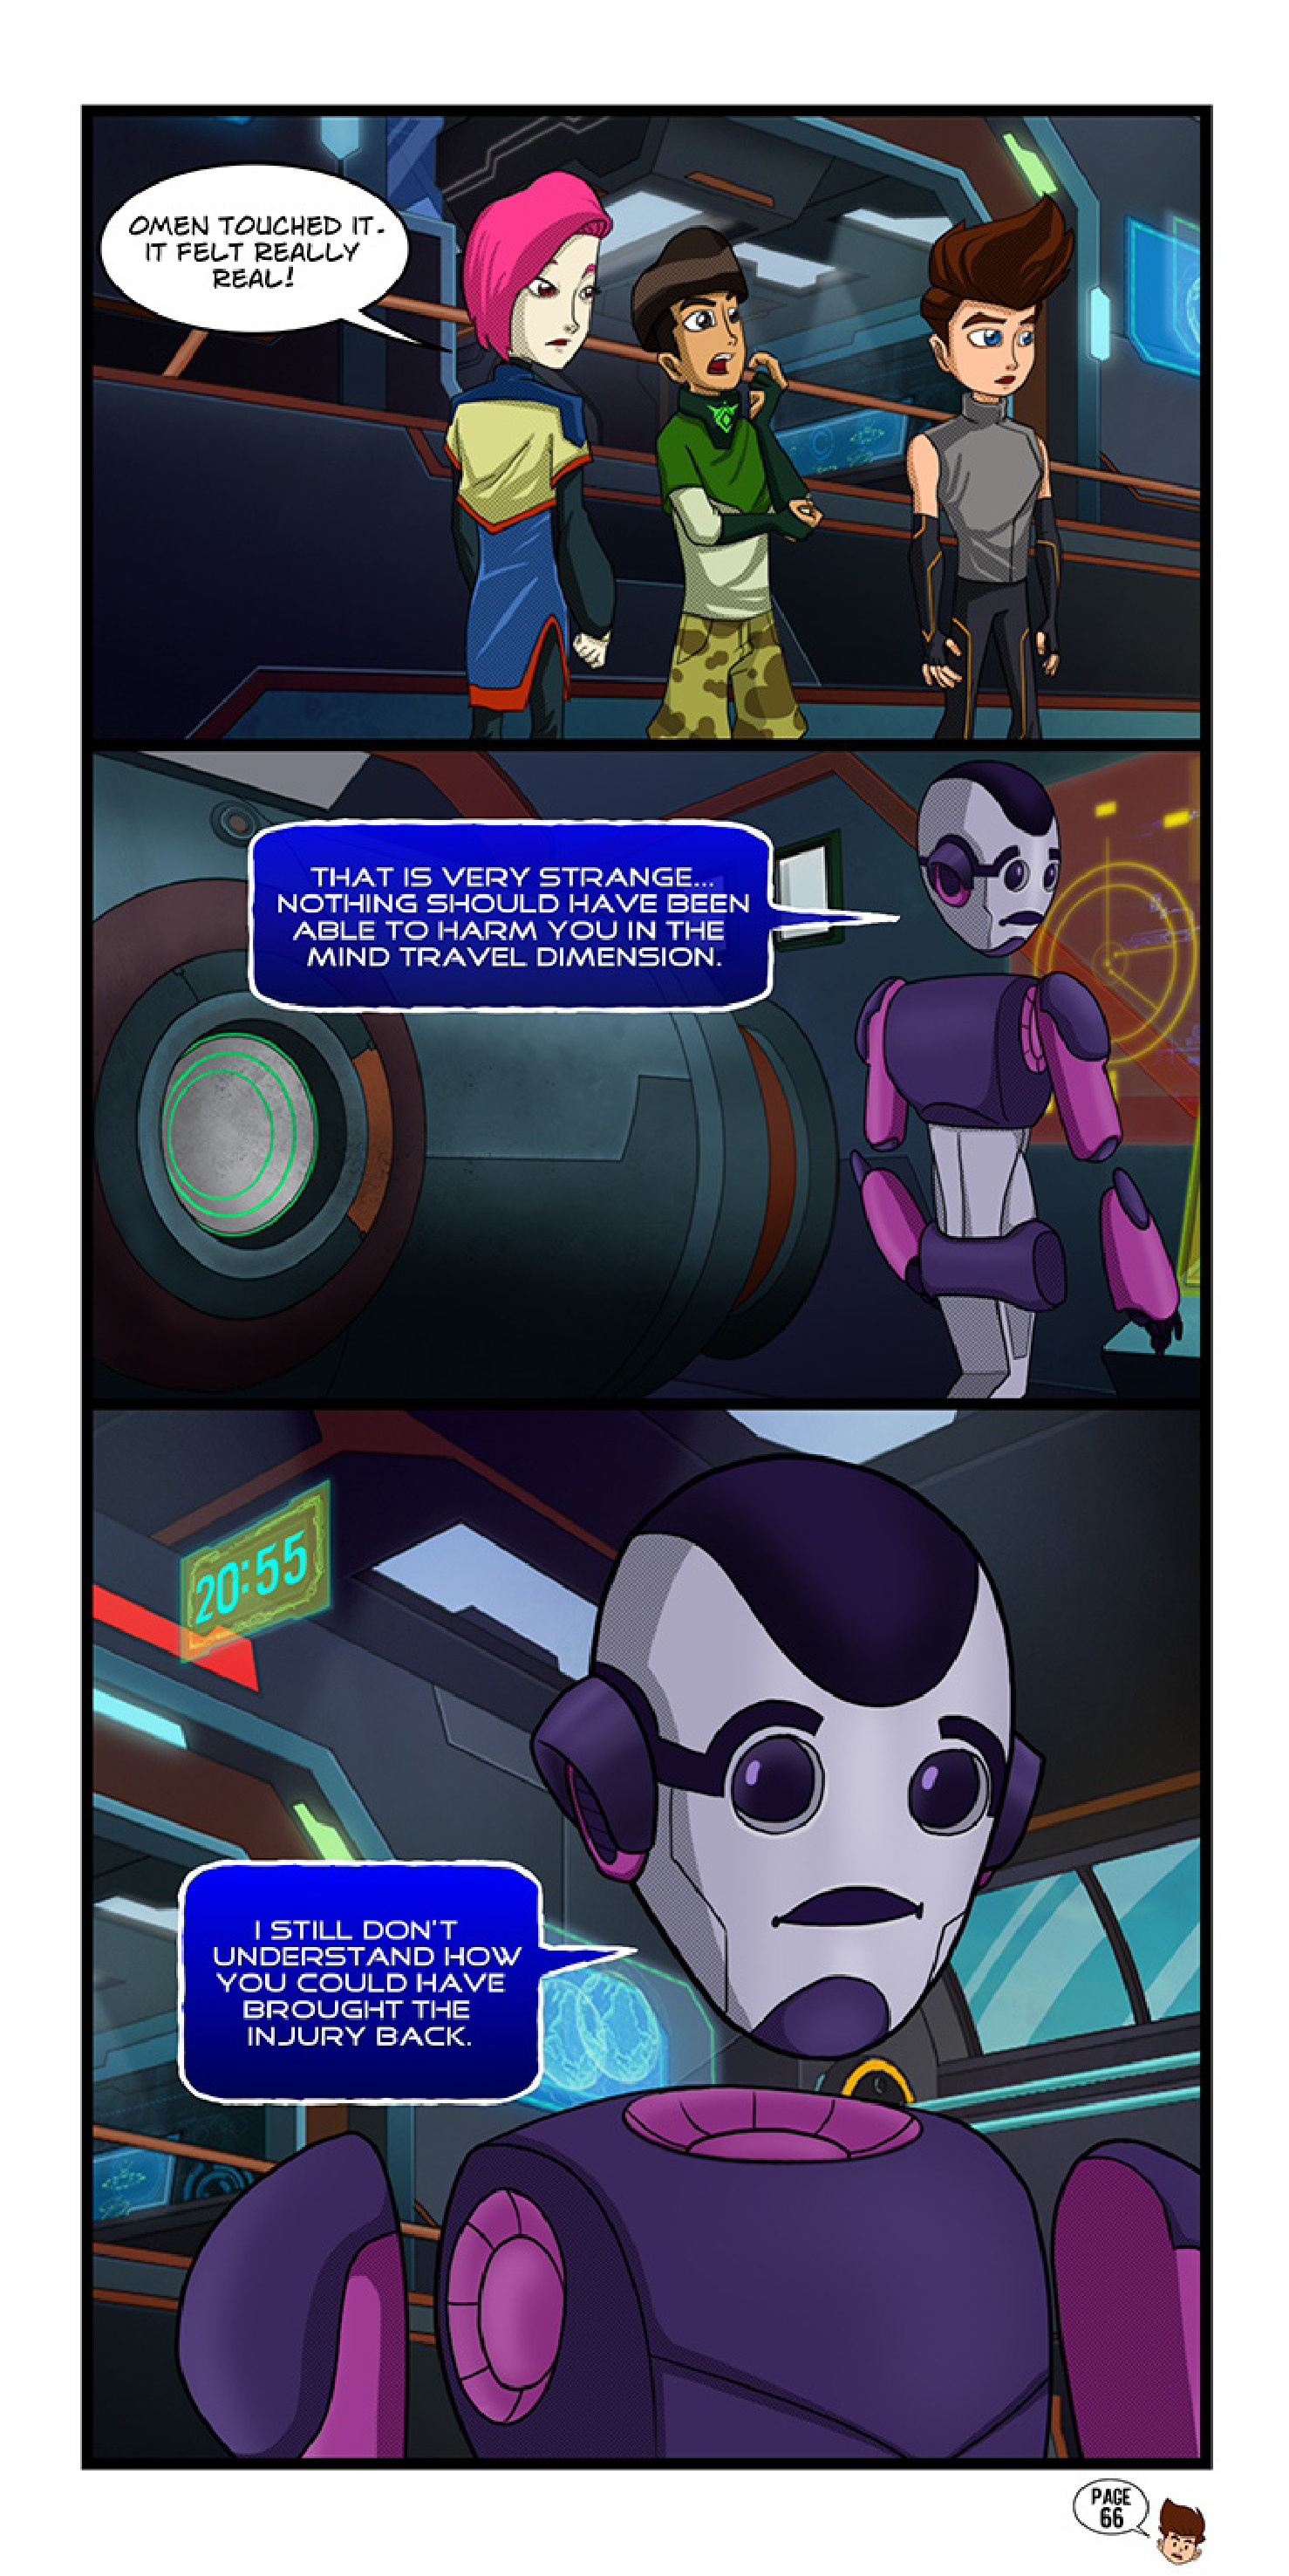 OMEN TOUCHED IT-
IT FELT REALLY
REAL!
THAT IS VERY STRANGE...
NOTHING SHOULD HAVE BEEN
ABLE TO HARM YOU IN THE
MIND TRAVEL DIMENSION.
20:55
I STILL DON'T
UNDERSTAND HOW
YOU COULD HAVE
BROUGHT THE
INJURY BACK.
PAGE
66